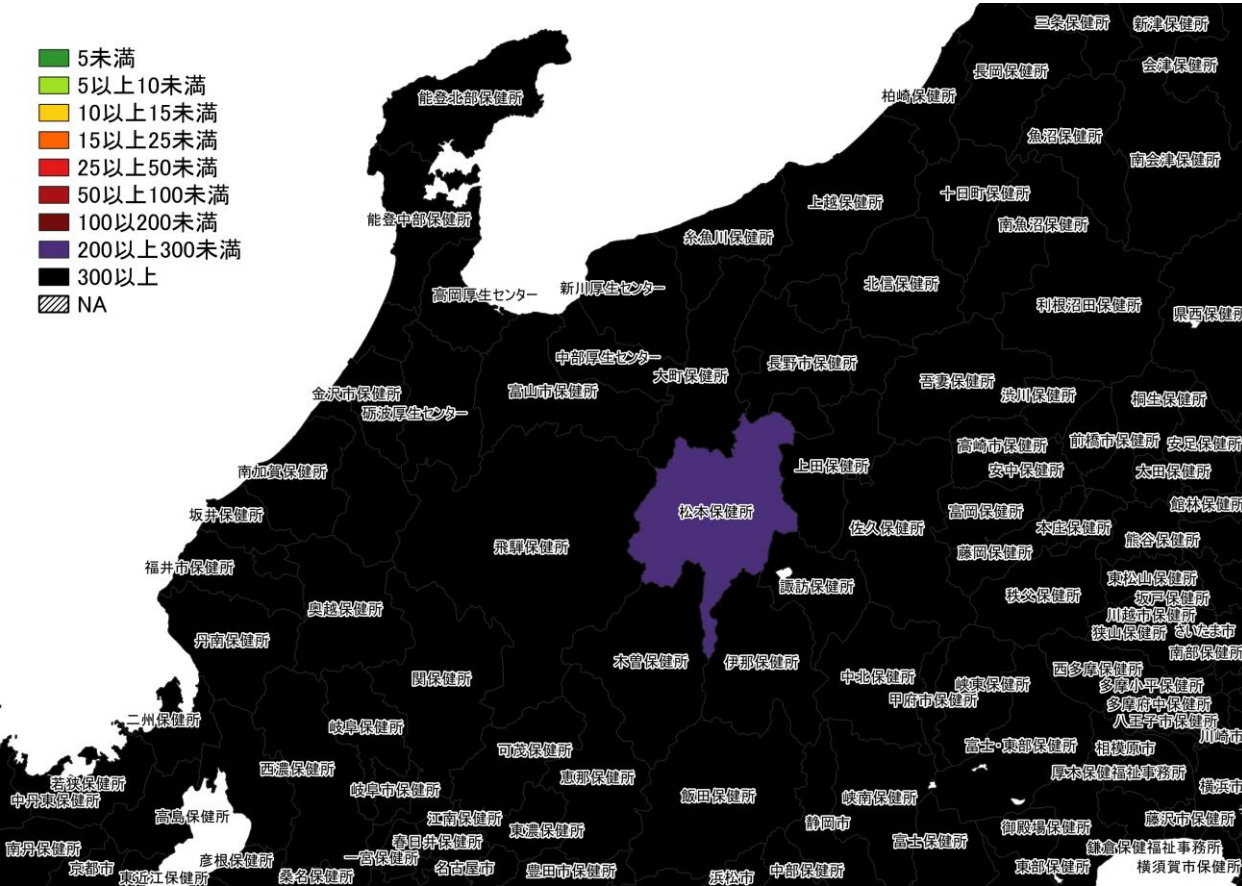 5未満
5以上10未満
10以上15未満
15以上25未満
25以上50未満
50以上100未満
100以200未満
200以上300未満
300以上
NA
三条保健所
新津保健所
会津保健所
長岡保健所
柏崎保健所
能登北部保健所
魚沼保健所
南会津保健所
十日町保健所
上越保健所
能登中部保健所
南魚沼保健所
糸魚川保健所
北信保健所
新川厚生センター
高岡厚生センター
利根沼田保健所
県西保健所
中部厚生センター
長野市保健所
大町保健所
吾妻保健所
富山市保健所
金沢市保健所
渋川保健所
桐生保健所
砺波厚生センター
前橋市保健所
安足保健所
高崎市保健所
上田保健所
安中保健所
太田保健所
南加賀保健所
館林保健所
松本保健所
富岡保健所
坂井保健所
佐久保健所
本庄保健所
熊谷保健所
飛騨保健所
藤岡保健所
福井市保健所
東松山保健所
諏訪保健所
秩父保健所
坂戸保健所
奥越保健所
川越市保健所
狭山保健所
さいたま市
丹南保健所
南部保健所
木曽保健所
伊那保健所
西多摩保健所
関保健所
中北保健所
峡東保健所
多摩小平保健所
甲府市保健所
多摩府中保健所
二州保健所
八王子市保健所
岐阜保健所
川崎市
富士・東部保健所
相模原市
可茂保健所
西濃保健所
厚木保健福祉事務所
恵那保健所
若狭保健所
岐阜市保健所
横浜市
飯田保健所
峡南保健所
中丹東保健所
高島保健所
江南保健所
藤沢市保健所
静岡市
御殿場保健所
東濃保健所
春日井保健所
富士保健所
南丹保健所
鎌倉保健福祉事務所
一宮保健所
彦根保健所
京都市
名古屋市
豊田市保健所
中部保健所
東部保健所
横須賀市保健所
東近江保健所
桑名保健所
浜松市